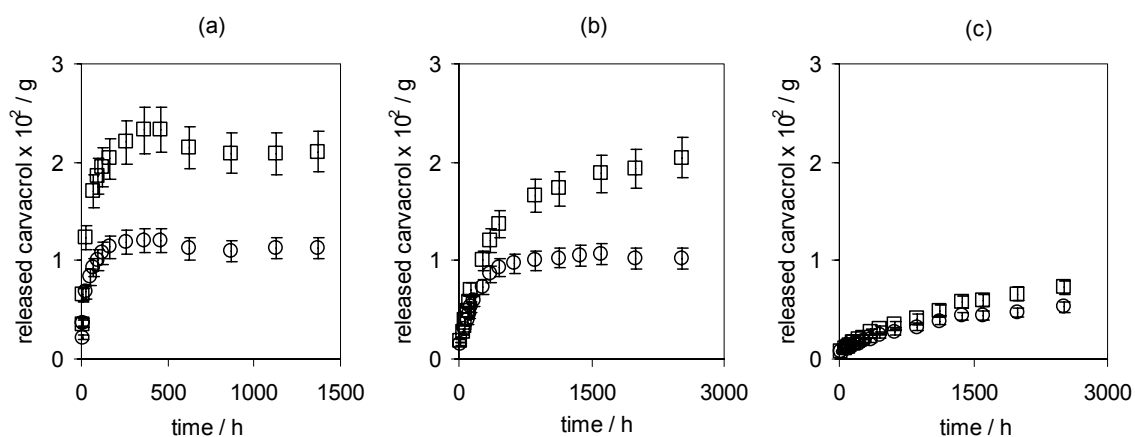 (a)
(b)
(c)
released carvacrol x 10² / g
3
2
1
0
0
500
1000
1500
time / h
released carvacrol x 10² / g
3
2
1
0
0
1500
3000
time / h
released carvacrol x 10² / g
3
2
1
0
0
1500
3000
time / h